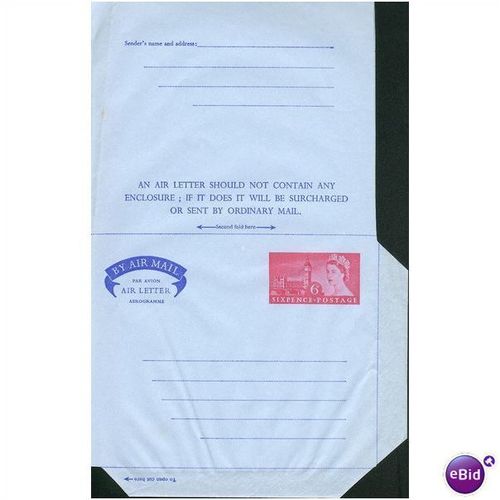 Sender's name and address:
AN AIR LETTER SHOULD NOT CONTAIN ANY
ENCLOSURE ; IF IT DOES IT WILL BE SURCHARGED
OR SENT BY ORDINARY MAIL.
Second fold here
BY AIR MAIL
PAR AVION
AIR LETTER
AEROGRAMME
6D
SIXPENCE·POSTAGE
To open cut here
eBid